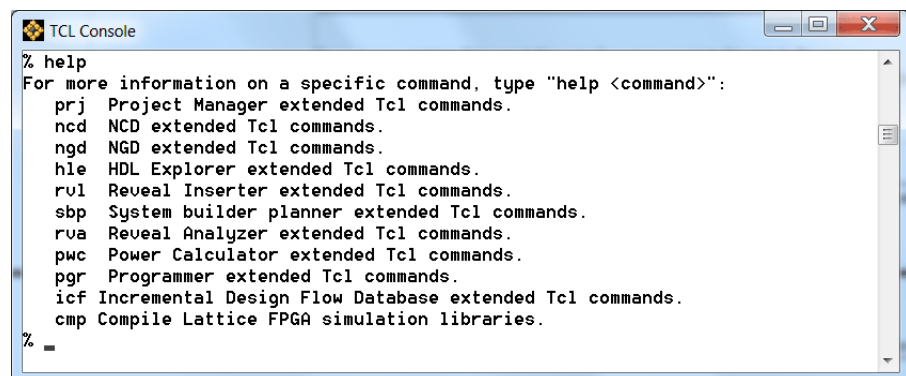 TCL Console
% help
For more information on a specific command, type "help <command>":
prj  Project Manager extended Tcl commands.
ncd  NCD extended Tcl commands.
ngd  NGD extended Tcl commands.
hle  HDL Explorer extended Tcl commands.
rvl  Reveal Inserter extended Tcl commands.
sbp  System builder planner extended Tcl commands.
rva  Reveal Analyzer extended Tcl commands.
pwc  Power Calculator extended Tcl commands.
pgr  Programmer extended Tcl commands.
icf Incremental Design Flow Database extended Tcl commands.
cmp Compile Lattice FPGA simulation libraries.
% _